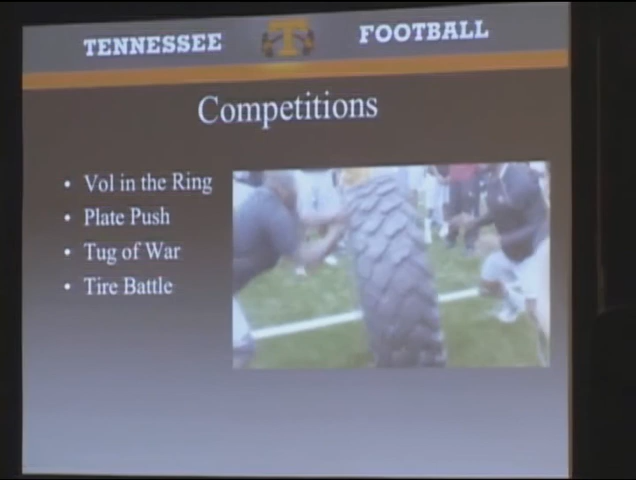 TENNESSEE T FOOTBALL
Competitions
• Vol in the Ring
• Plate Push
• Tug of War
• Tire Battle